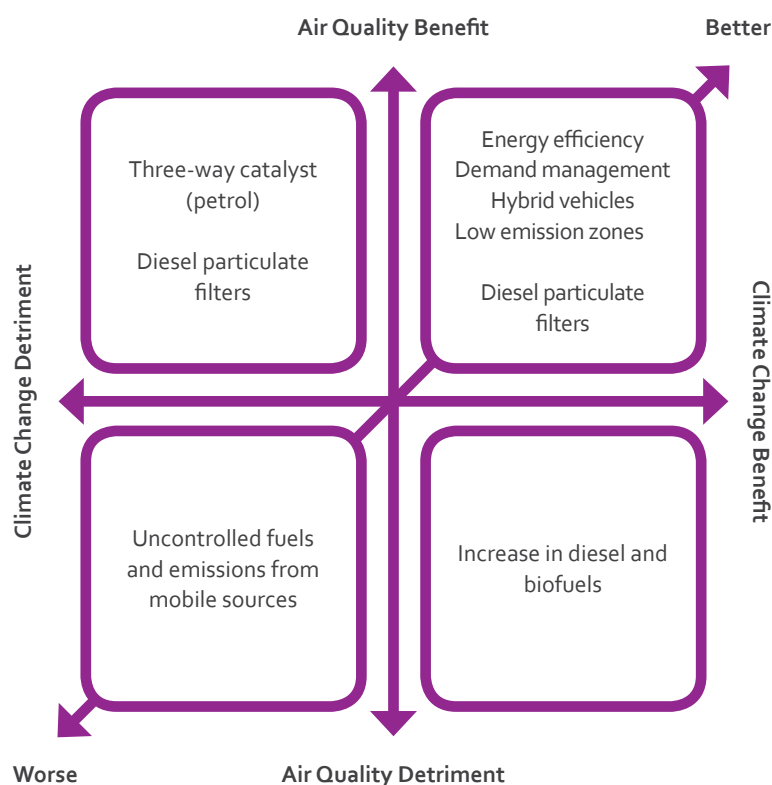 Air Quality Benefit
Better
Three-way catalyst
(petrol)
Diesel particulate
filters
Energy efficiency
Demand management
Hybrid vehicles
Low emission zones
Diesel particulate
filters
Climate Change Detriment
Climate Change Benefit
Uncontrolled fuels
and emissions from
mobile sources
Increase in diesel and
biofuels
Worse
Air Quality Detriment